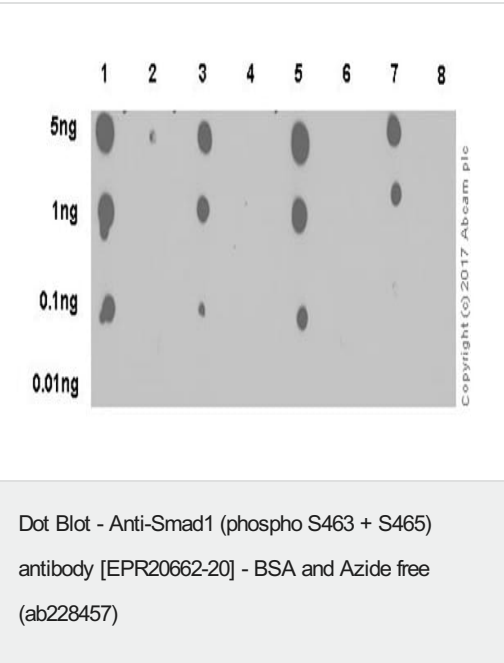 1 2 3 4 5 6 7 8
5ng
1ng
0.1ng
0.01ng
Copyright (c) 2017 Abcam plc
Dot Blot - Anti-Smad1 (phospho S463 + S465)
antibody [EPR20662-20] - BSA and Azide free
(ab228457)